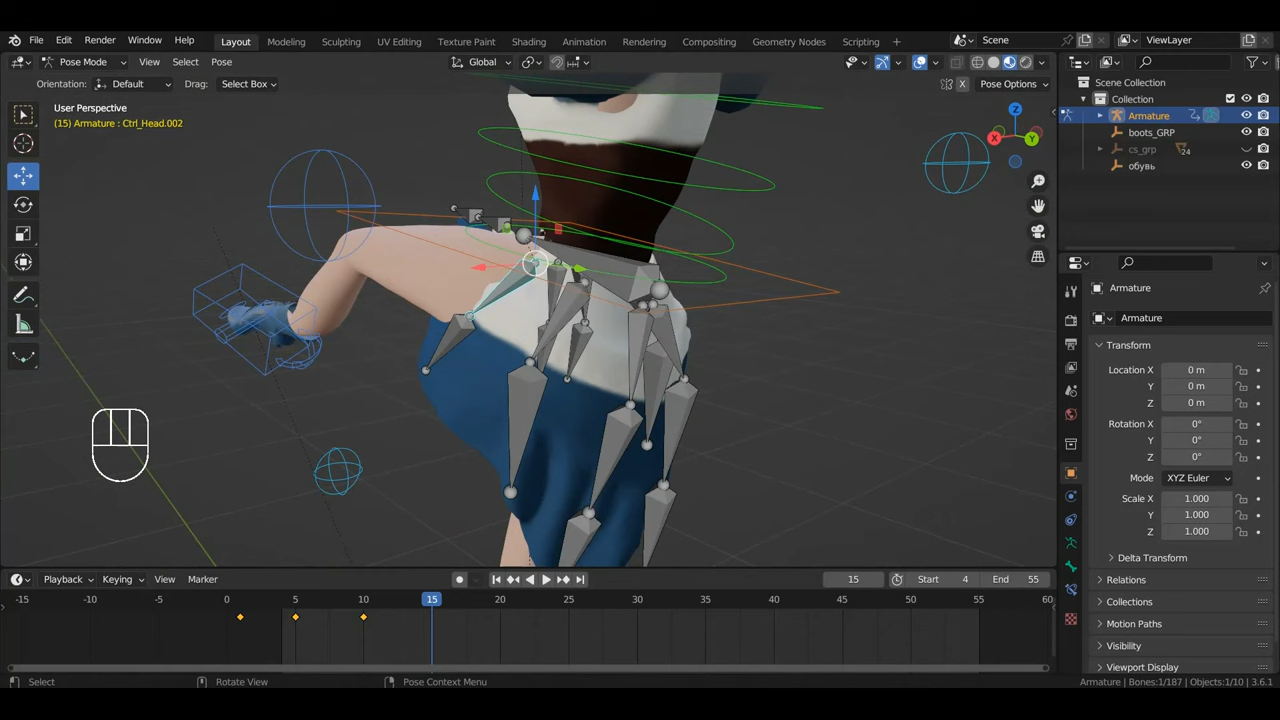 File Edit Render Window Help Layout Modeling Sculpting UV Editing Texture Paint Shading Animation Rendering Compositing Geometry Nodes Scripting + Scene ViewLayer
Pose Mode View Select Pose Global
Orientation: Default Drag: Select Box X Pose Options
User Perspective
(15) Armature : Ctrl_Head.002
Z
X
Y
Scene Collection
Collection
Armature
boots_GRP
cs_grp 24
обувь
Armature
Armature
Transform
Location X 0 m
Y 0 m
Z 0 m
Rotation X 0°
Y 0°
Z 0°
Mode XYZ Euler
Scale X 1.000
Y 1.000
Z 1.000
Delta Transform
Relations
Collections
Motion Paths
Visibility
Viewport Display
Playback Keying View Marker 15 Start 4 End 55
-15 -10 -5 0 5 10 15 20 25 30 35 40 45 50 55 60
Select Rotate View Pose Context Menu Armature | Bones:1/187 | Objects:1/10 | 3.6.1